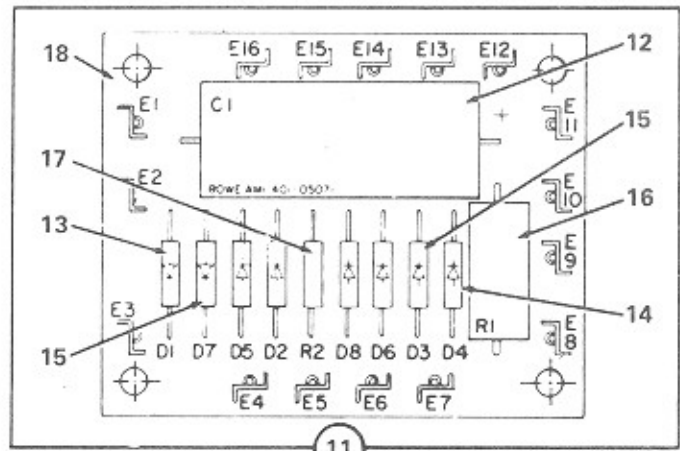 18
E16 E15 E14 E13 E12
12
E1
C1
E
11
15
17
E2
ROWE AMI 401-0507-
E
10
16
13
E
9
14
E3
R1
E
8
15
D1 D7 D5 D2 R2 D8 D6 D3 D4
E4 E5 E6 E7
11